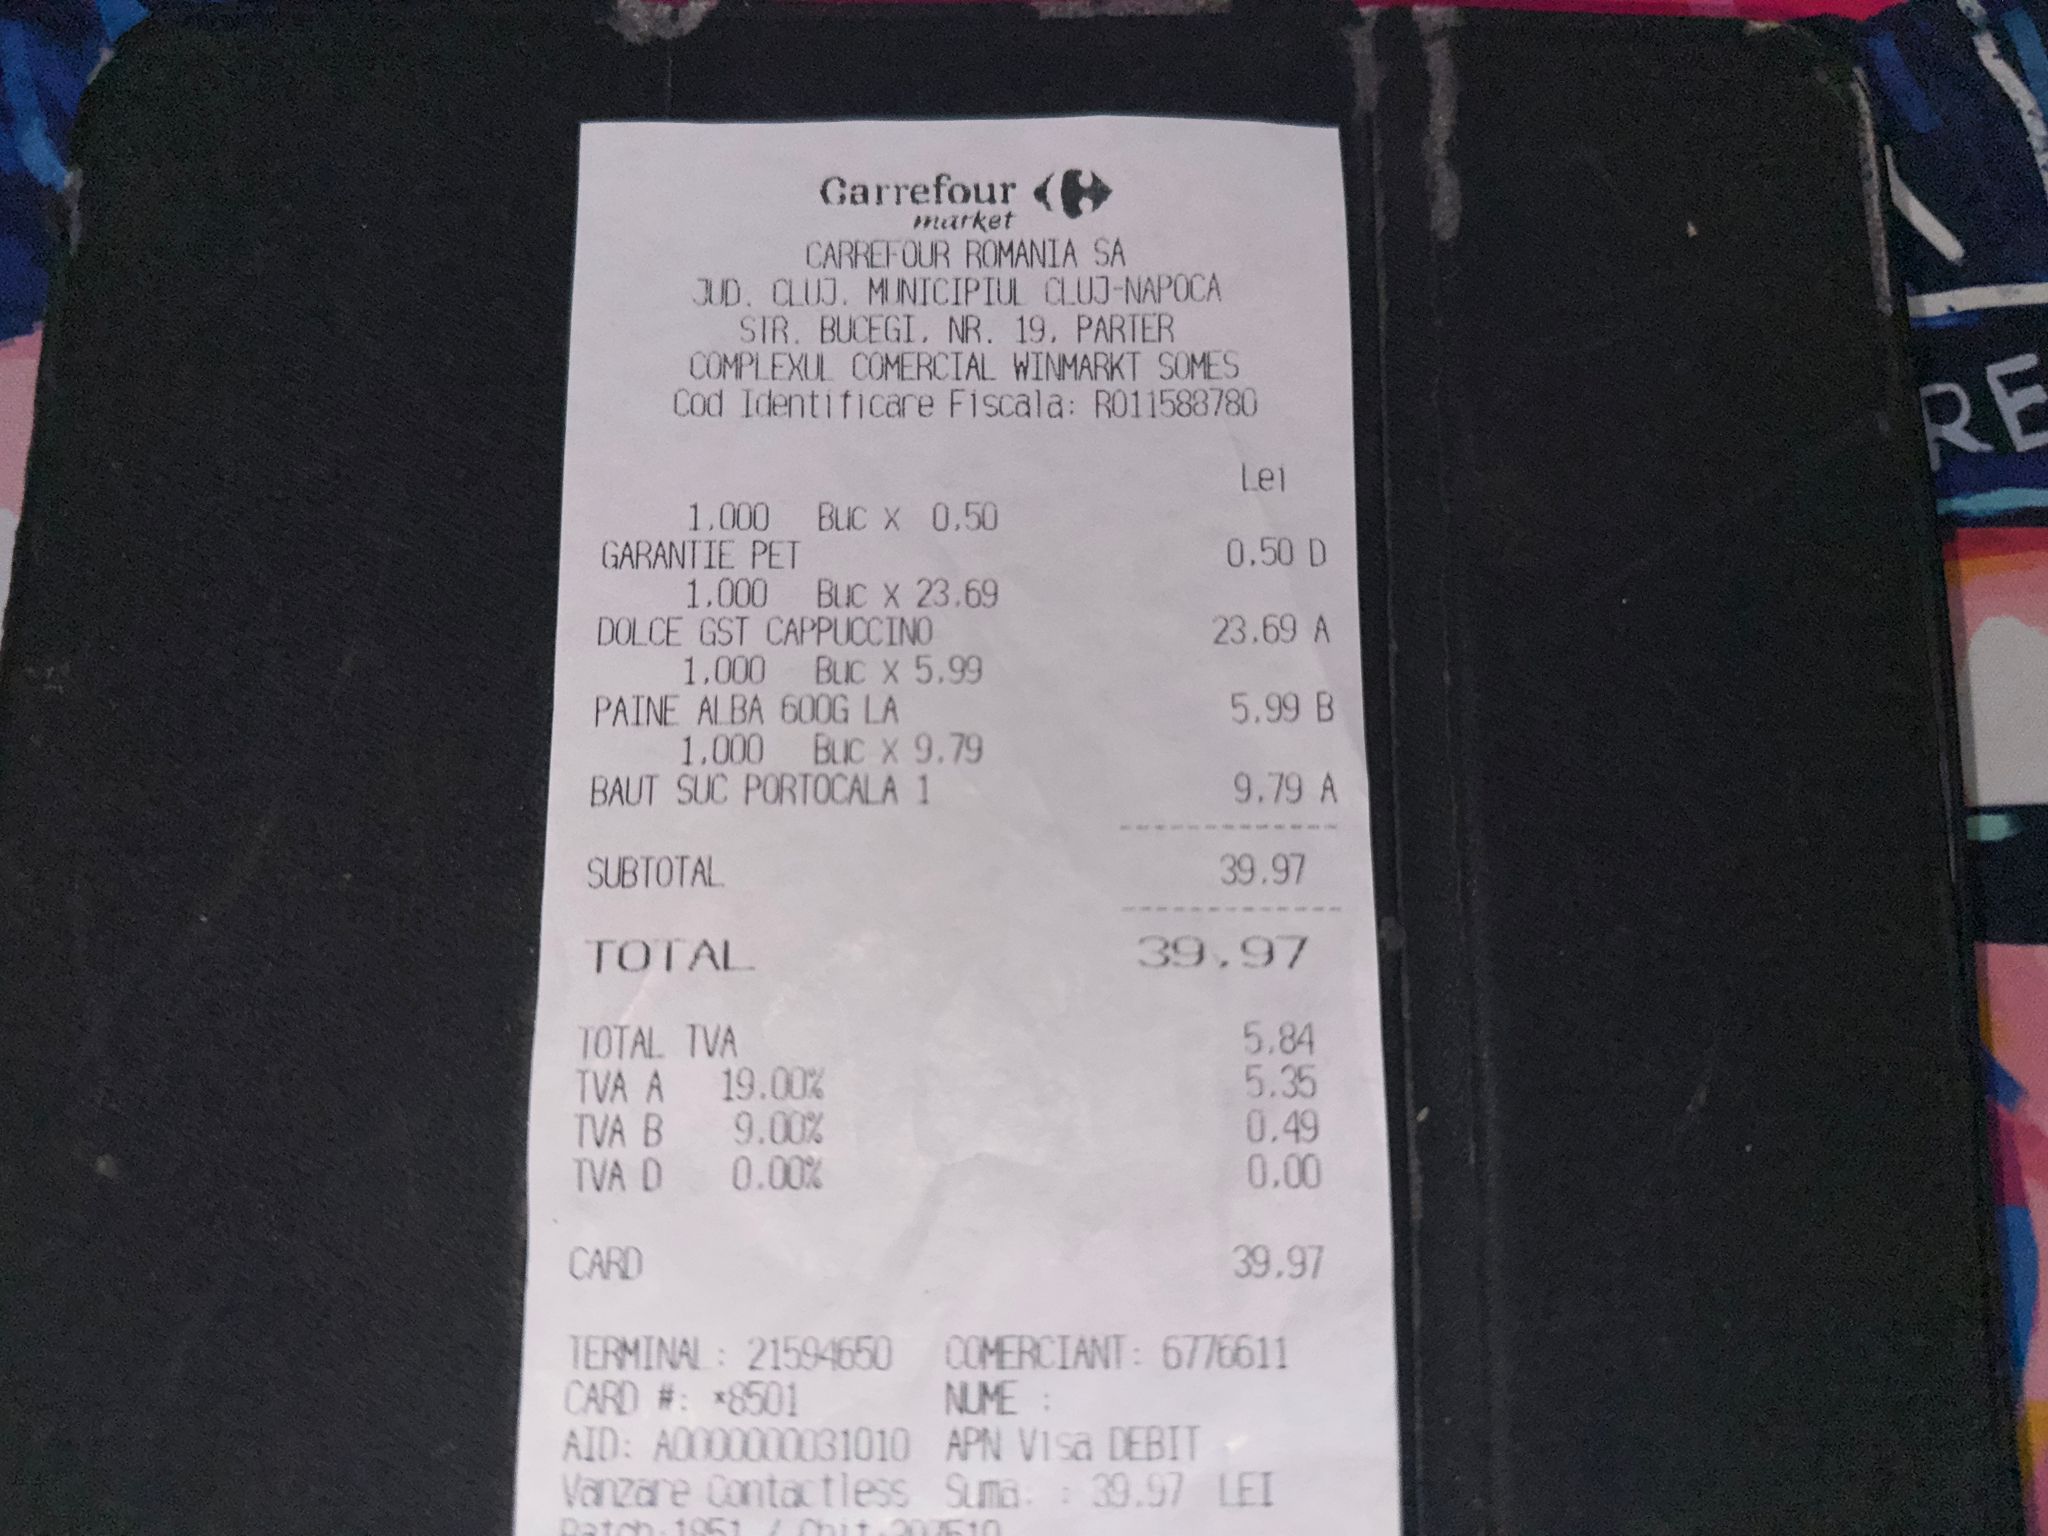 Carrefour
market
CARREFOUR ROMANIA SA
JUD. CLUJ. MUNICIPIUL CLUJ-NAPOCA
STR. BUCEGI, NR. 19, PARTER
COMPLEXUL COMERCIAL WINMARKT SOMES
Cod Identificare Fiscala: RO11588780
Lei
1.000 Buc X 0.50
GARANTIE PET 0.50 D
1.000 Buc X 23.69
DOLCE GST CAPPUCCINO 23.69 A
1.000 Buc X 5.99
PAINE ALBA 600G LA 5.99 B
1.000 Buc X 9.79
BAUT SUC PORTOCALA 1 9.79 A
SUBTOTAL 39.97
TOTAL 39.97
TOTAL TVA 5.84
TVA A 19.00% 5.35
TVA B 9.00% 0.49
TVA D 0.00% 0.00
CARD 39.97
TERMINAL: 21594650 COMERCIANT: 6776611
CARD #: *8501 NUME :
AID: A0000000031010 APN Visa DEBIT
Vanzare Contactless Suma: : 39.97 LEI
RE